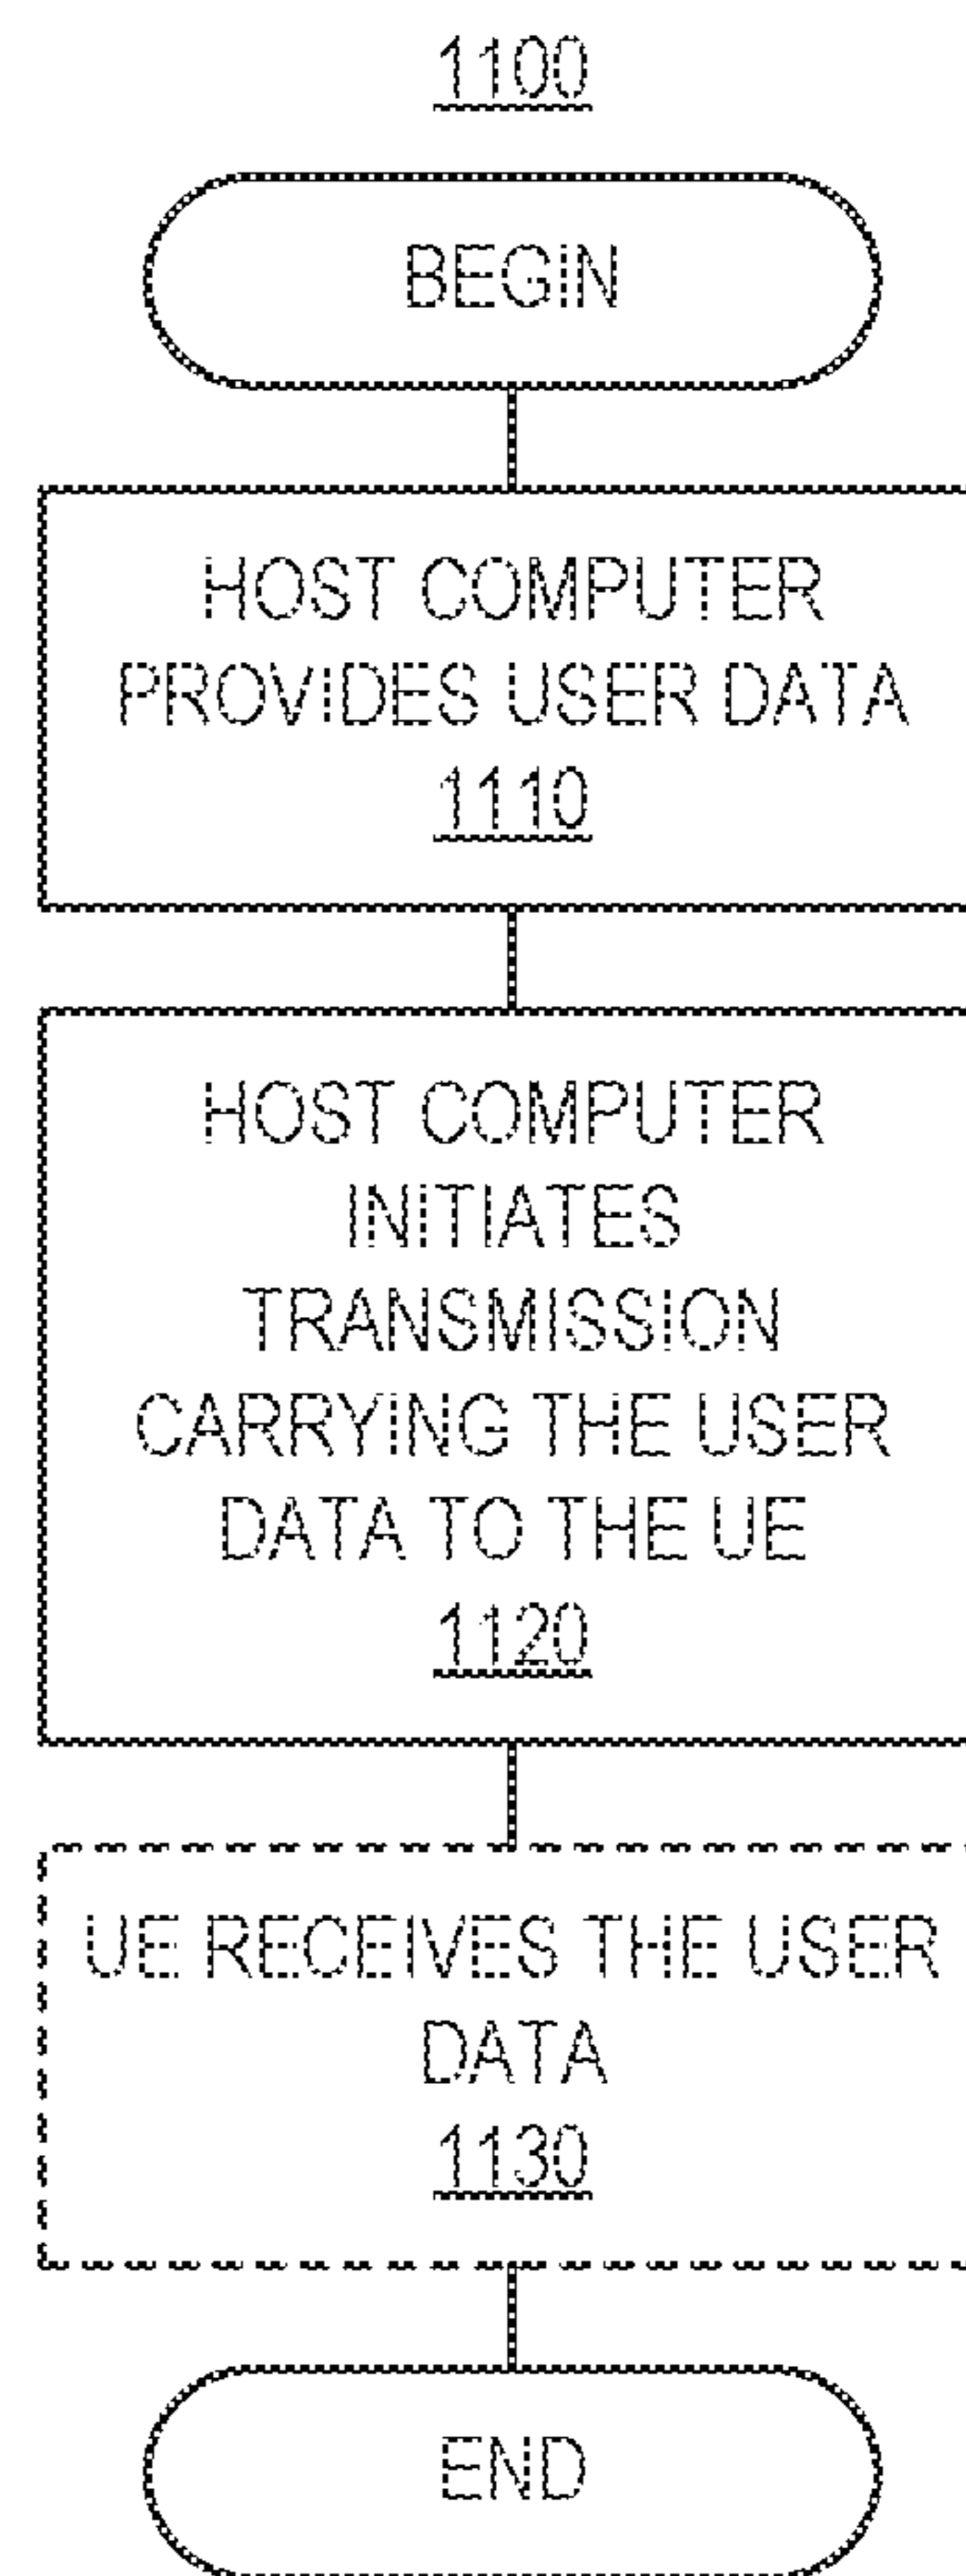 1100
BEGIN
HOST COMPUTER
PROVIDES USER DATA
1110
HOST COMPUTER
INITIATES
TRANSMISSION
CARRYING THE USER
DATA TO THE UE
1120
UE RECEIVES THE USER
DATA
1130
END